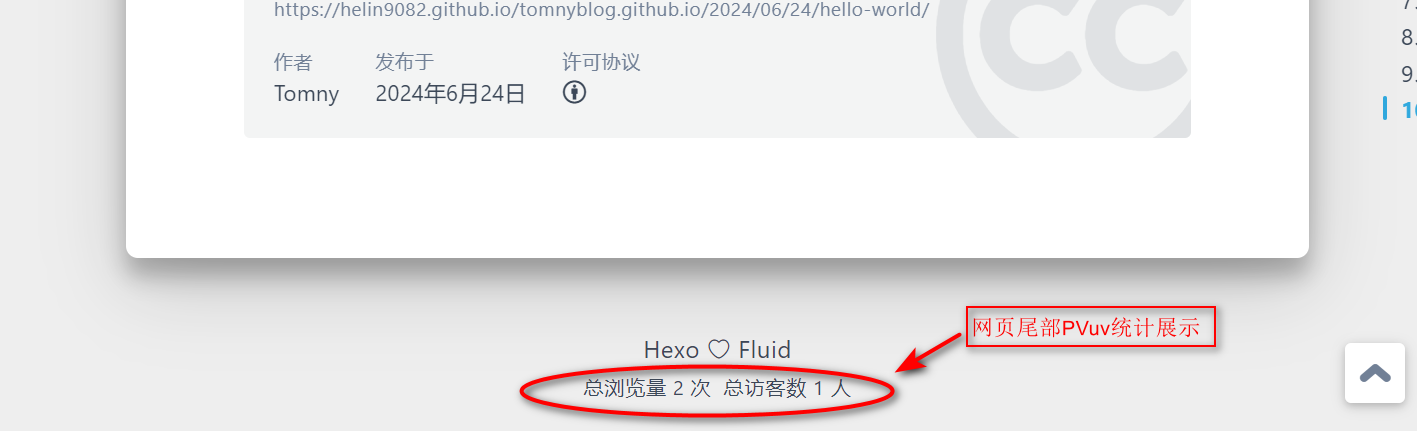 https://helin9082.github.io/tomnyblog.github.io/2024/06/24/hello-world/
作者 发布于 许可协议
Tomny 2024年6月24日
7.
8.
9.
10
网页尾部PVuv统计展示
Hexo ♡ Fluid
总浏览量 2 次 总访客数 1 人